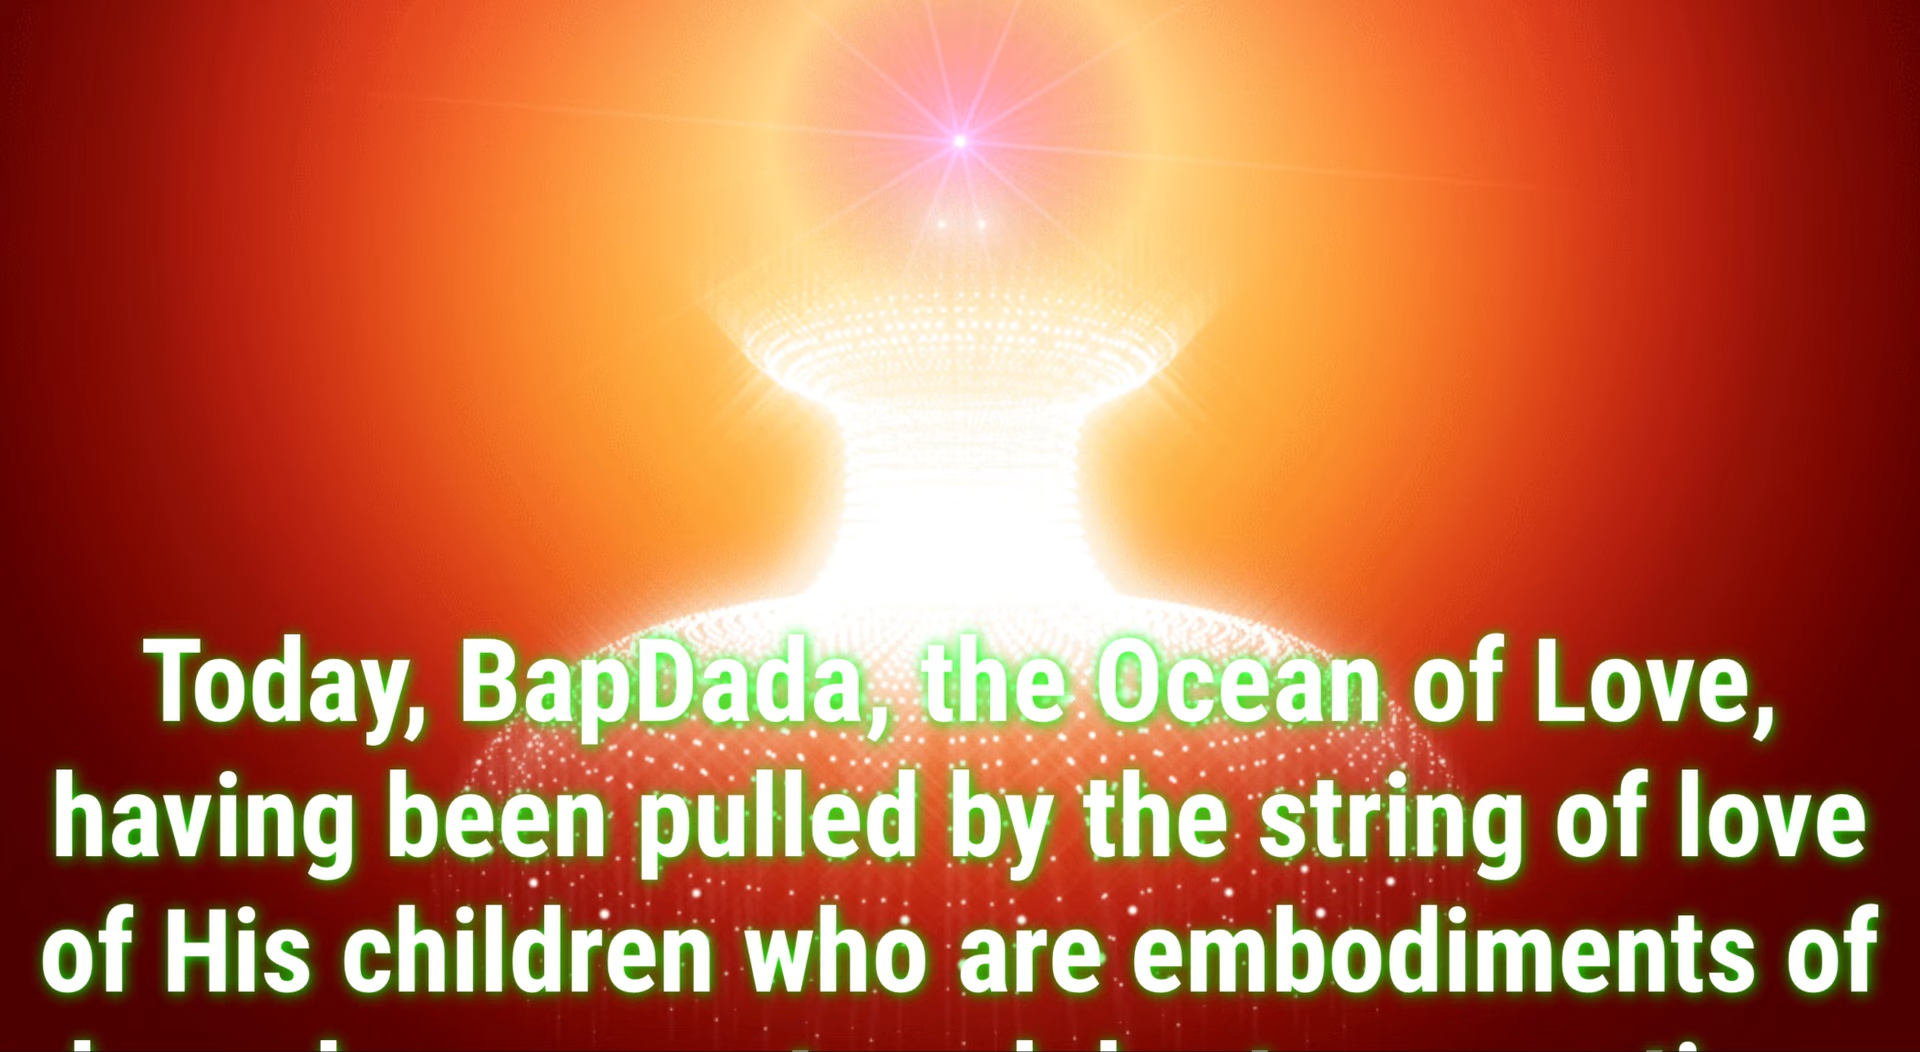 Today, BapDada, the Ocean of Love,
having been pulled by the string of love
of His children who are embodiments of